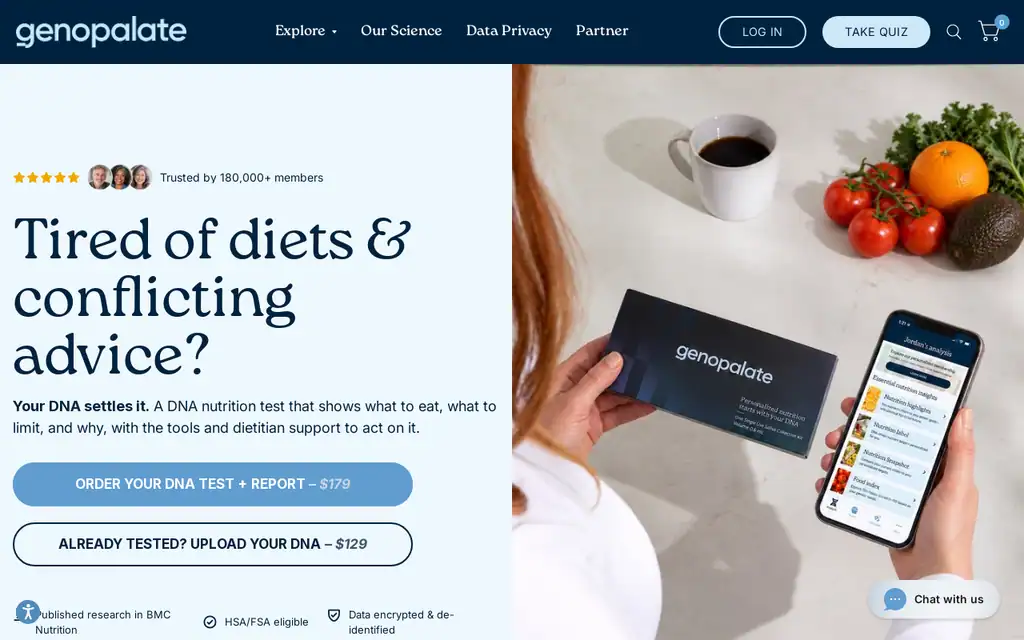 genopalate
Explore
Our Science
Data Privacy
Partner
LOG IN
TAKE QUIZ
0
Trusted by 180,000+ members
Tired of diets &
conflicting
advice?
Your DNA settles it. A DNA nutrition test that shows what to eat, what to
limit, and why, with the tools and dietitian support to act on it.
ORDER YOUR DNA TEST + REPORT – $179
ALREADY TESTED? UPLOAD YOUR DNA – $129
ublished research in BMC
Nutrition
HSA/FSA eligible
Data encrypted & de-
identified
genopalate
Personalized nutrition
starts with your DNA
Jordan's analysis
Essential nutrition insights
Nutrition highlights
Nutrition label
Nutrition Snapshot
Food index
Chat with us